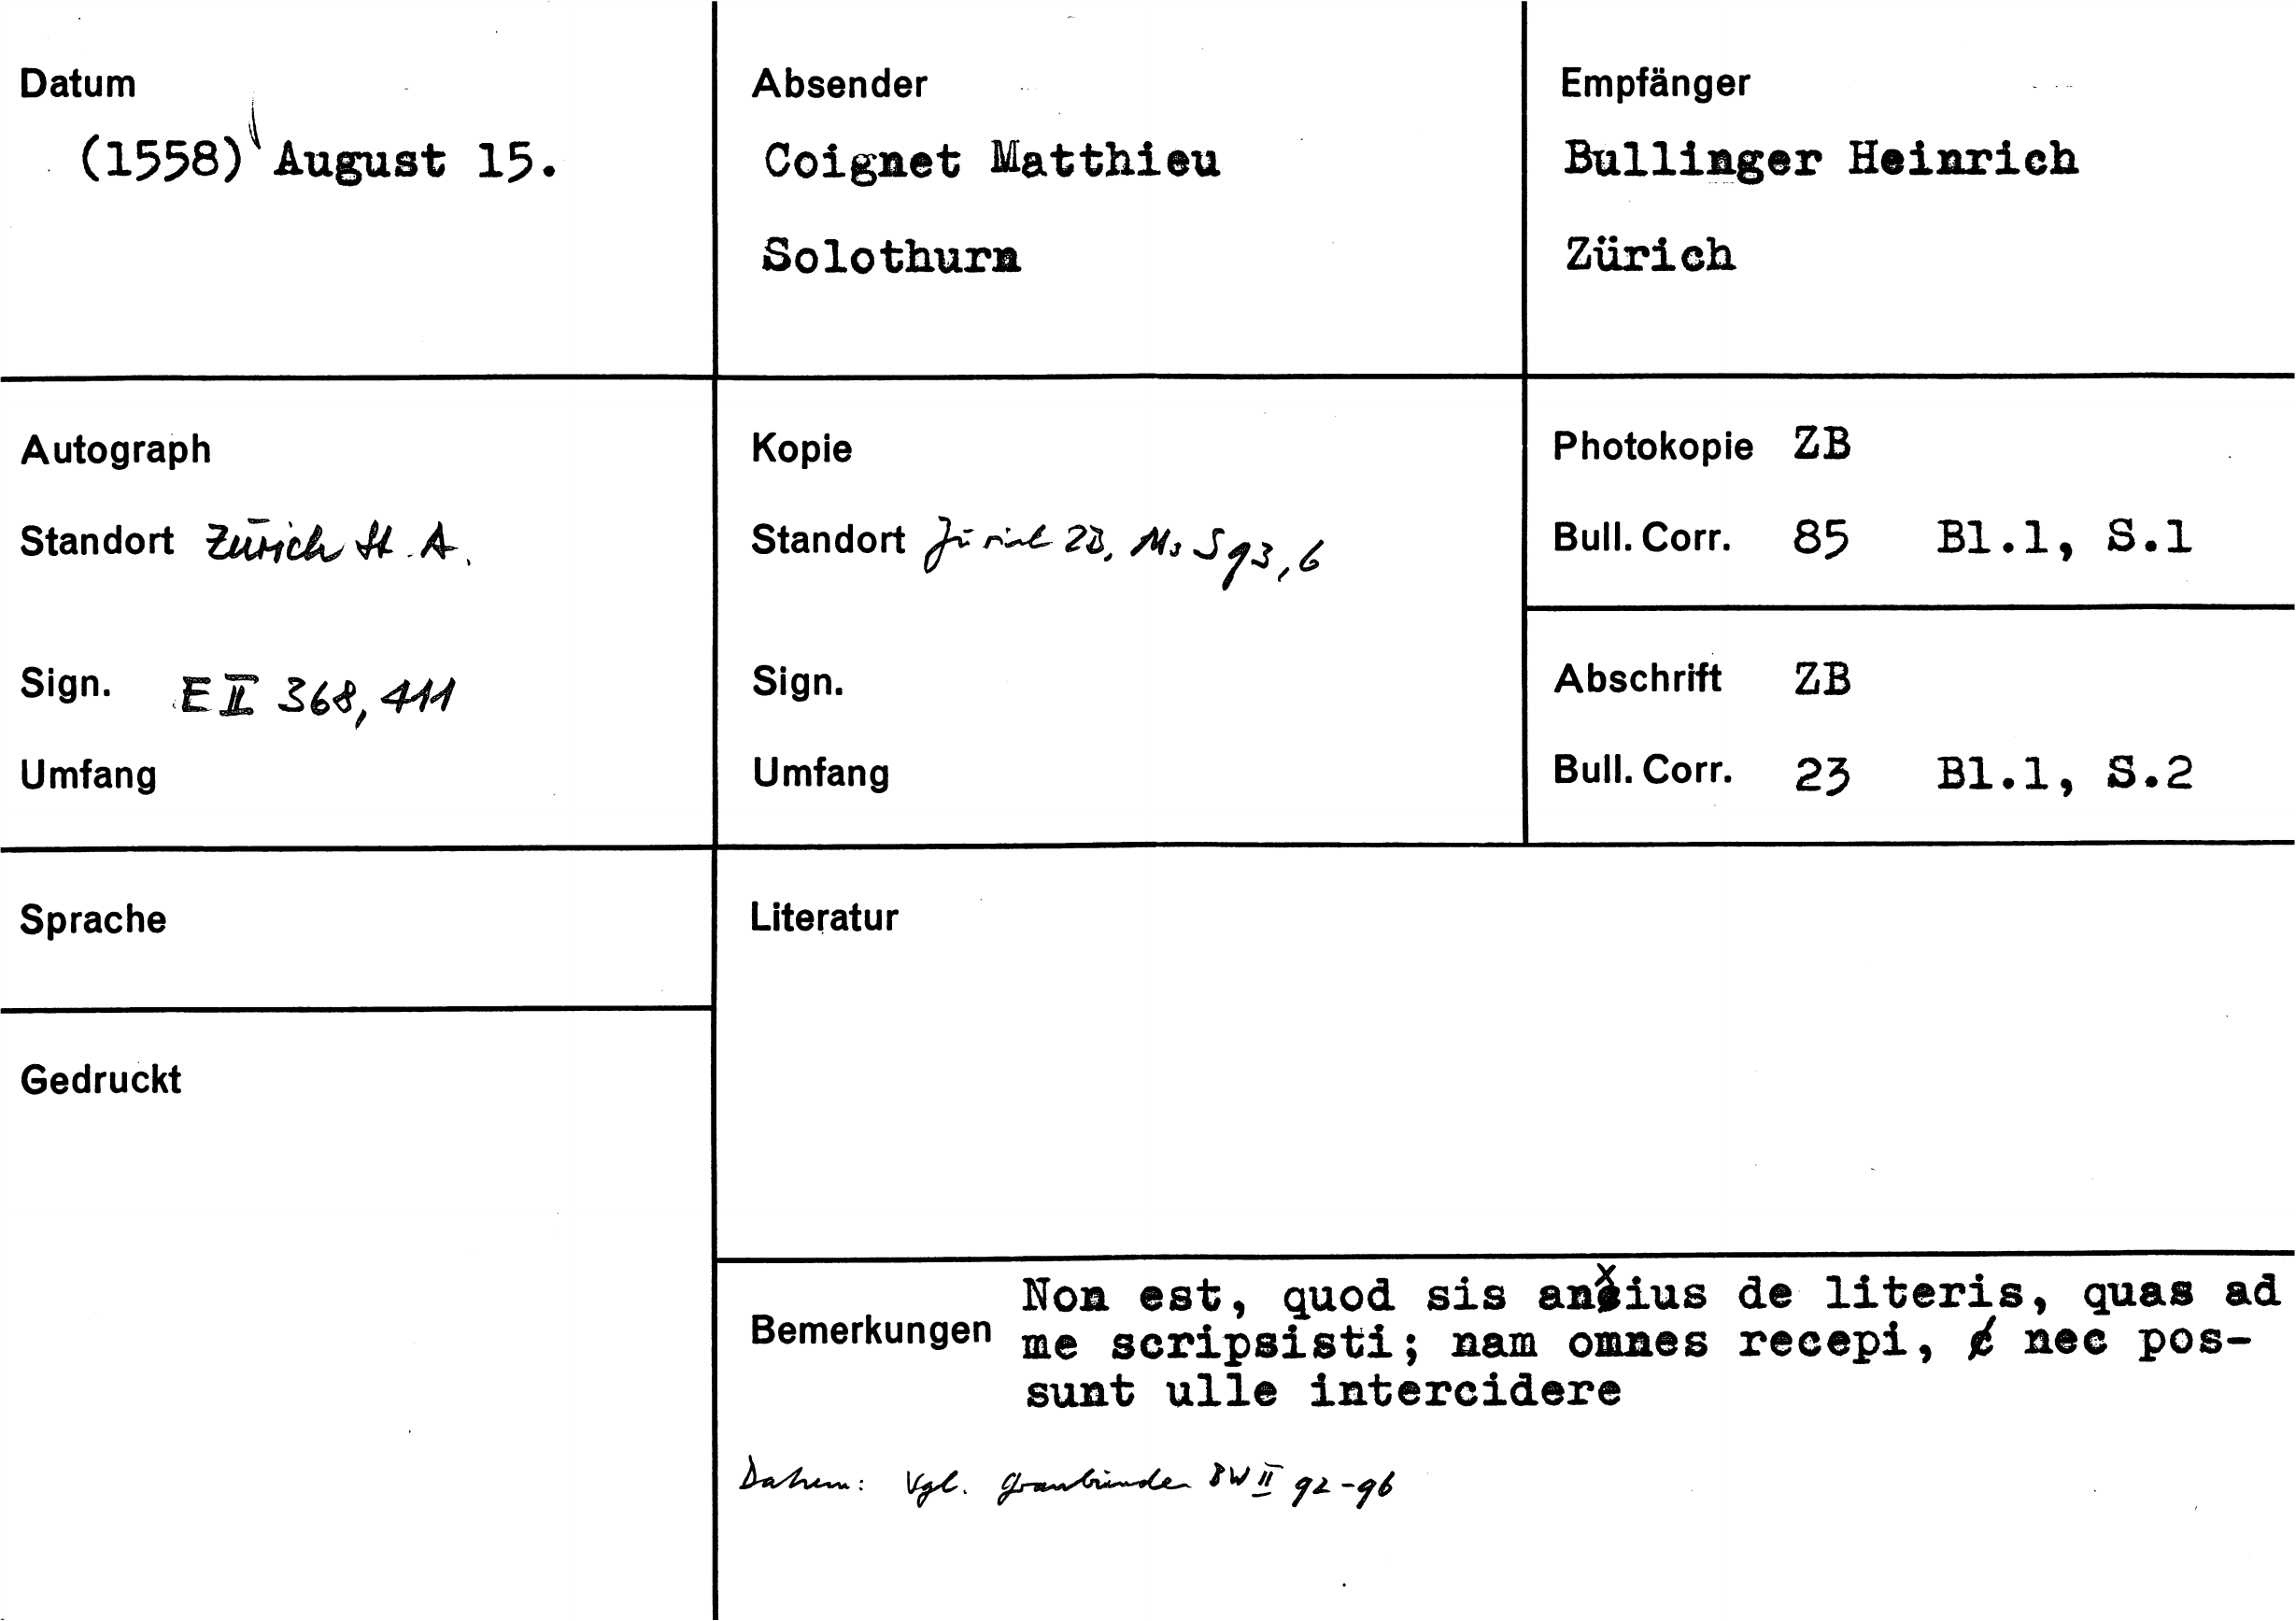 Datum
(1558) August 15.
Absender
Coignet Matthieu
Solothurn
Empfänger
Bullinger Heinrich
Zürich
Autograph
Standort Zürich St. A.
Sign. E II 368, 411
Umfang
Kopie
Standort Zürich ZB, Ms S 93, 6
Sign.
Umfang
Photokopie ZB
Bull. Corr. 85 Bl.1, S.1
Abschrift ZB
Bull. Corr. 23 Bl.1, S.2
Sprache
Gedruckt
Literatur
Bemerkungen
Non est, quod sis anxius de literis, quas ad
me scripsisti; nam omnes recepi, nec pos-
sunt ulle intercidere
Datum: Vgl. Graubünden BW II 92-96